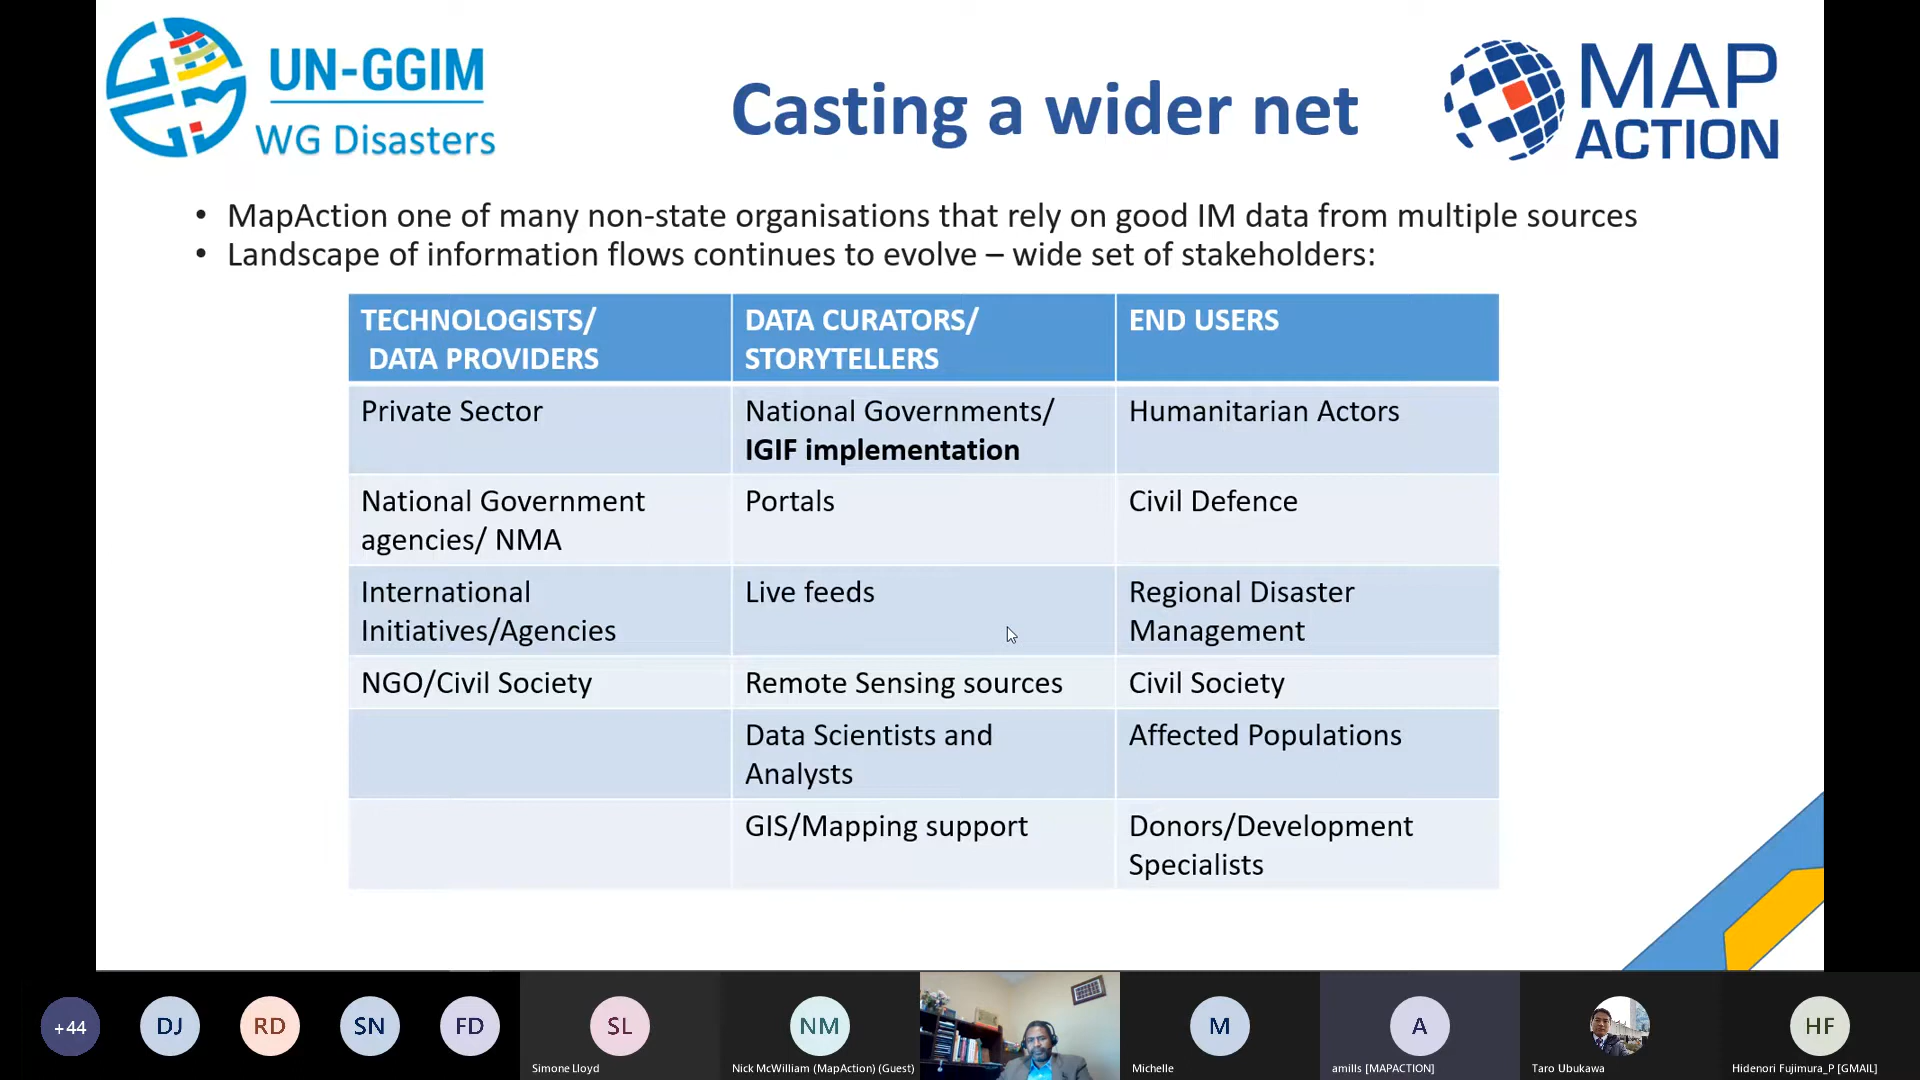 UN-GGIM
WG Disasters
Casting a wider net
MAP
ACTION
• MapAction one of many non-state organisations that rely on good IM data from multiple sources
• Landscape of information flows continues to evolve – wide set of stakeholders:
TECHNOLOGISTS/
DATA PROVIDERS
DATA CURATORS/
STORYTELLERS
END USERS
Private Sector
National Governments/
IGIF implementation
Humanitarian Actors
National Government
agencies/ NMA
Portals
Civil Defence
International
Initiatives/Agencies
Live feeds
Regional Disaster
Management
NGO/Civil Society
Remote Sensing sources
Civil Society
Data Scientists and
Analysts
Affected Populations
GIS/Mapping support
Donors/Development
Specialists
+44
DJ
RD
SN
FD
SL
Simone Lloyd
NM
Nick McWilliam (MapAction) (Guest)
M
Michelle
A
amills [MAPACTION]
Taro Ubukawa
HF
Hidenori Fujimura_P [GMAIL]